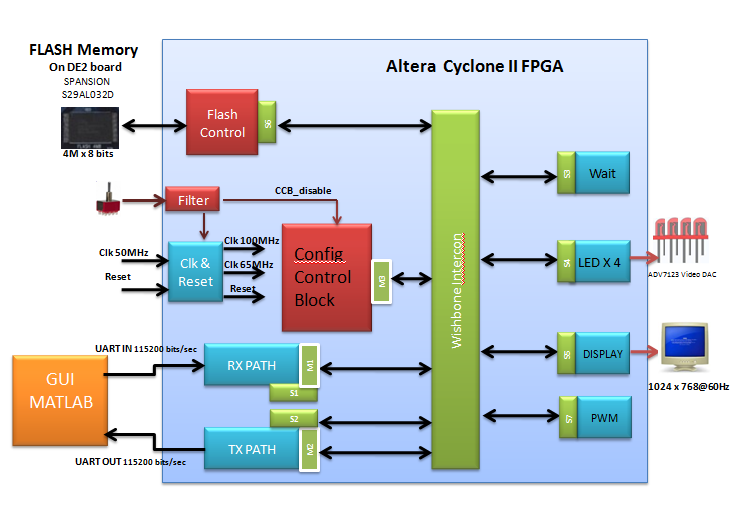 FLASH Memory
On DE2 board
SPANSION
S29AL032D
4M x 8 bits
Altera Cyclone II FPGA
Flash
Control
S6
Filter
CCB_disable
Clk 50MHz
Reset
Clk &
Reset
Clk 100MHz
Clk 65MHz
Reset
Config
Control
Block
M3
Wishbone Intercon
S3
Wait
S4
LED X 4
ADV7123 Video DAC
S5
DISPLAY
1024 x 768@60Hz
S7
PWM
GUI
MATLAB
UART IN 115200 bits/sec
RX PATH
M1
S1
S2
TX PATH
M2
UART OUT 115200 bits/sec